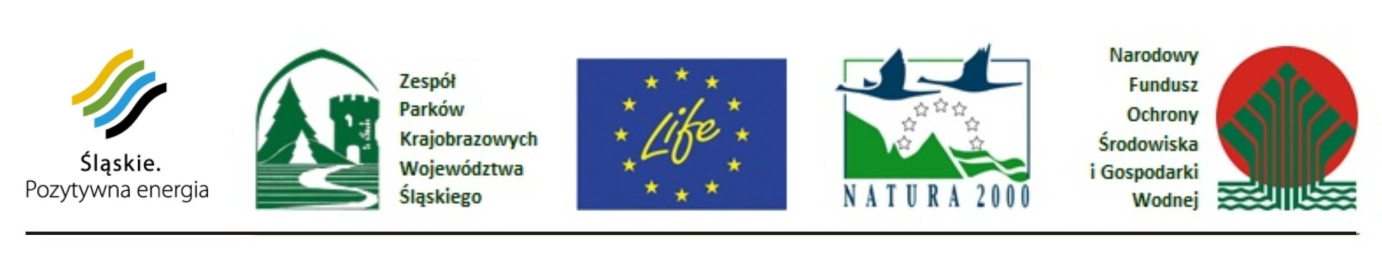 Śląskie.
Pozytywna energia
Zespół
Parków
Krajobrazowych
Województwa
Śląskiego
Life
NATURA 2000
Narodowy
Fundusz
Ochrony
Środowiska
i Gospodarki
Wodnej